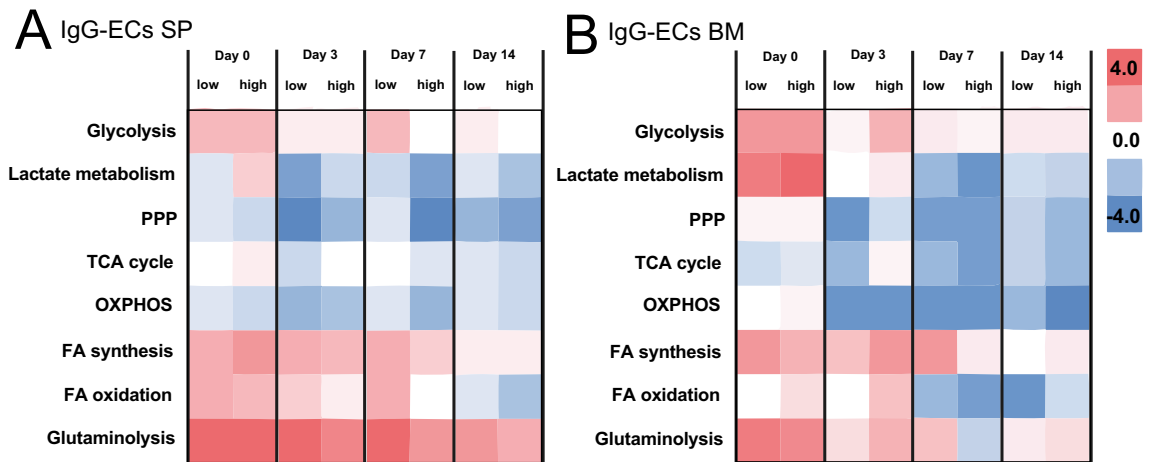 A IgG-ECs SP
Day 0 Day 3 Day 7 Day 14
low high low high low high low high
Glycolysis
Lactate metabolism
PPP
TCA cycle
OXPHOS
FA synthesis
FA oxidation
Glutaminolysis
B IgG-ECs BM
Day 0 Day 3 Day 7 Day 14
low high low high low high low high
Glycolysis
Lactate metabolism
PPP
TCA cycle
OXPHOS
FA synthesis
FA oxidation
Glutaminolysis
4.0
0.0
-4.0